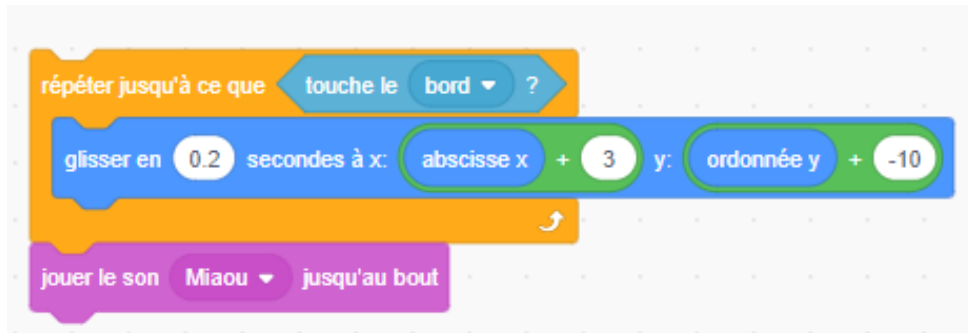 répéter jusqu'à ce que touche le bord ?
glisser en 0.2 secondes à x: abscisse x + 3 y: ordonnée y + -10
jouer le son Miaou jusqu'au bout